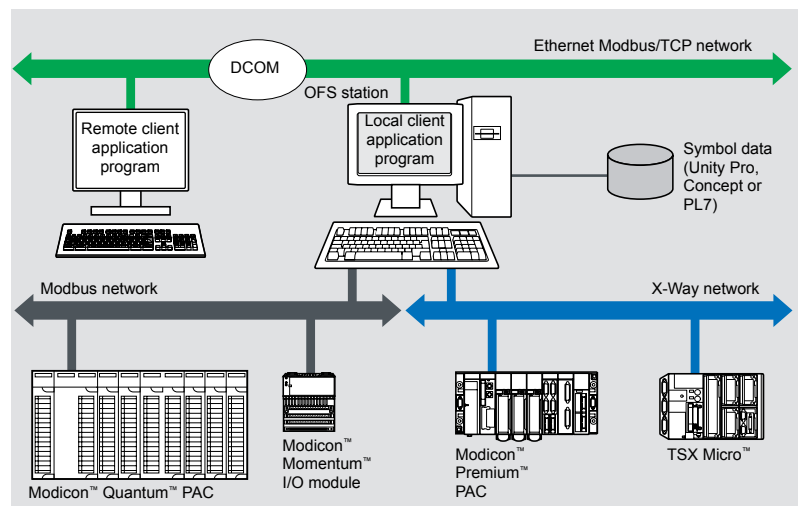 Ethernet Modbus/TCP network
DCOM
OFS station
Remote client
application
program
Local client
application
program
Symbol data
(Unity Pro,
Concept or
PL7)
Modbus network
X-Way network
Modicon™ Quantum™ PAC
Modicon™
Momentum™
I/O module
Modicon™
Premium™
PAC
TSX Micro™